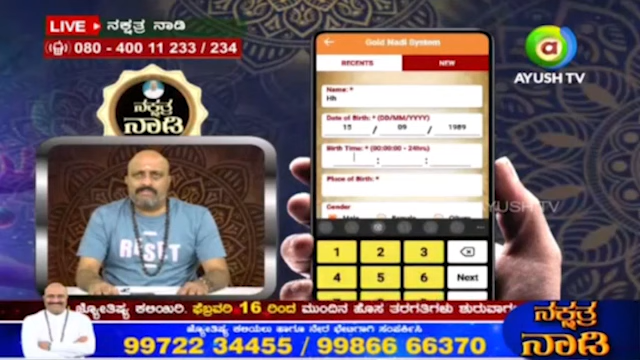 LIVE ನಕ್ಷತ್ರ ನಾಡಿ
080 - 400 11 233 / 234
a
AYUSH TV
ನಕ್ಷತ್ರ
ನಾಡಿ
RESET
Gold Nadi System
RECENTS NEW
Name: *
Hh
Date of Birth: * (DD/MM/YYYY)
15 / 09 / 1989
Birth Time: * (00:00:00 - 24hrs)
: :
Place of Birth: *
Gender
Male Female Others
AYUSH TV
1 2 3
4 5 6 Next
ಜ್ಯೋತಿಷ್ಯ ಕಲಿಯಿರಿ. ಫೆಬ್ರವರಿ 16 ರಿಂದ ಮುಂದಿನ ಹೊಸ ತರಗತಿಗಳು ಶುರುವಾಗ
ಜ್ಯೋತಿಷ್ಯ ಕಲಿಯಲು ಹಾಗೂ ನೇರ ಭೇಟಿಗಾಗಿ ಸಂಪರ್ಕಿಸಿ
99722 34455 / 99866 66370
ನಕ್ಷತ್ರ
ನಾಡಿ